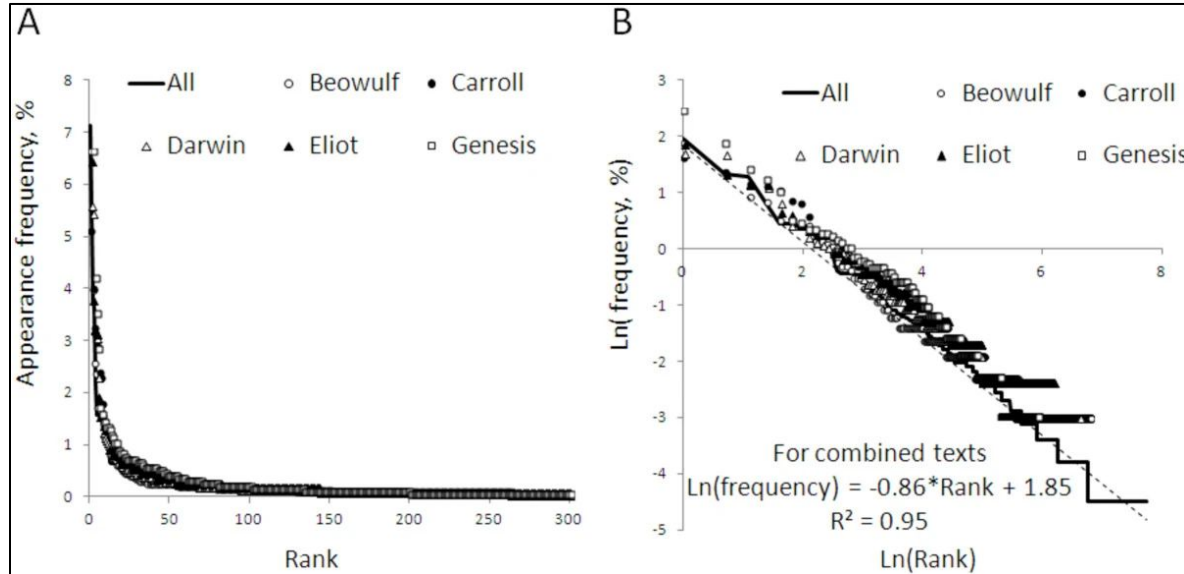 A
Appearance frequency, %
8
7
6
5
4
3
2
1
0
All
Beowulf
Carroll
Darwin
Eliot
Genesis
0
50
100
150
200
250
300
Rank
B
Ln( frequency, %)
3
2
1
0
-1
-2
-3
-4
-5
All
Beowulf
Carroll
Darwin
Eliot
Genesis
0
2
4
6
8
For combined texts
Ln(frequency) = -0.86*Rank + 1.85
R² = 0.95
Ln(Rank)